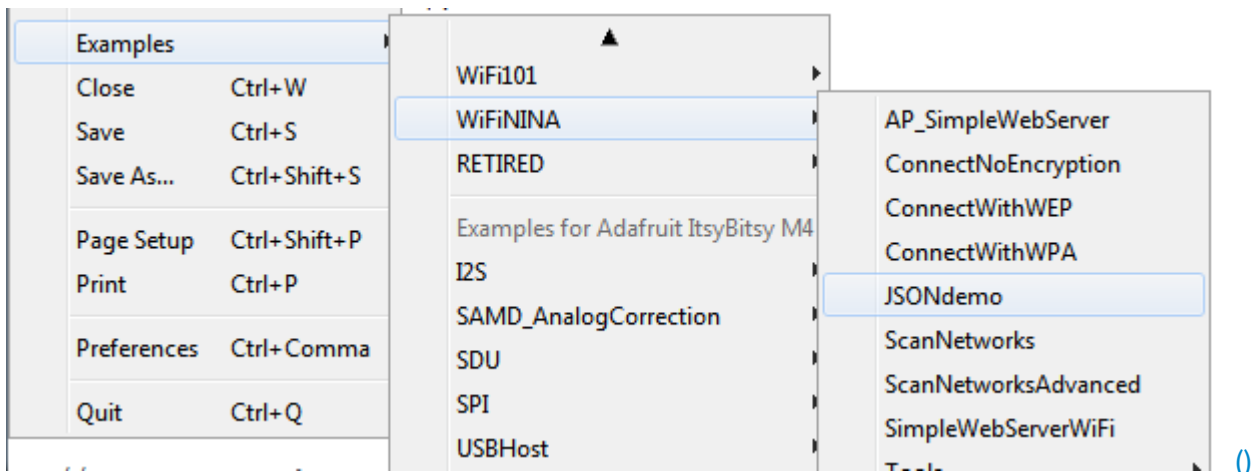 Examples
Close Ctrl+W
Save Ctrl+S
Save As... Ctrl+Shift+S
Page Setup Ctrl+Shift+P
Print Ctrl+P
Preferences Ctrl+Comma
Quit Ctrl+Q
WiFi101
WiFiNINA
RETIRED
Examples for Adafruit ItsyBitsy M4
I2S
SAMD_AnalogCorrection
SDU
SPI
USBHost
AP_SimpleWebServer
ConnectNoEncryption
ConnectWithWEP
ConnectWithWPA
JSONdemo
ScanNetworks
ScanNetworksAdvanced
SimpleWebServerWiFi
Tools
()